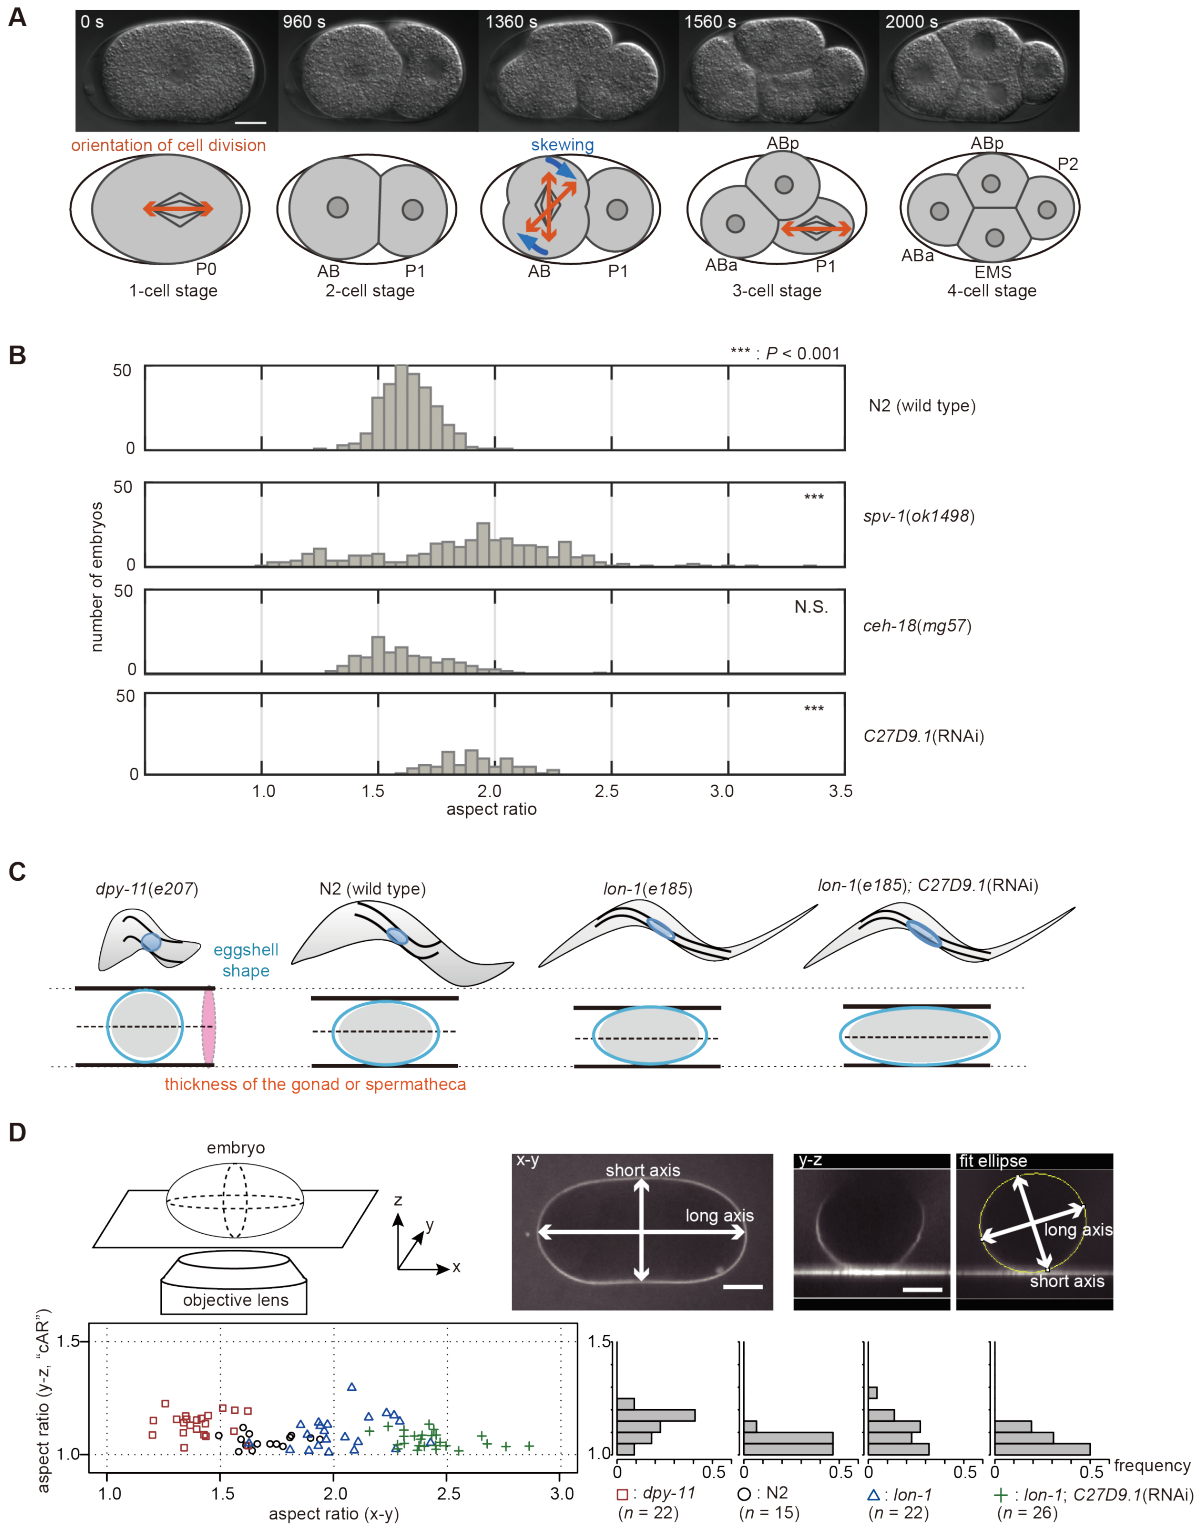 A
0 s
960 s
1360 s
1560 s
2000 s
orientation of cell division
skewing
ABp
ABp
P2
P0
AB
P1
AB
P1
ABa
P1
ABa
EMS
1-cell stage
2-cell stage
3-cell stage
4-cell stage
B
*** : P < 0.001
50
0
N2 (wild type)
50
0
***
spv-1(ok1498)
50
0
N.S.
ceh-18(mg57)
50
0
***
C27D9.1(RNAi)
number of embryos
1.0
1.5
2.0
2.5
3.0
3.5
aspect ratio
C
dpy-11(e207)
N2 (wild type)
lon-1(e185)
lon-1(e185); C27D9.1(RNAi)
eggshell
shape
thickness of the gonad or spermatheca
D
embryo
objective lens
z
y
x
x-y
short axis
long axis
y-z
fit ellipse
long axis
short axis
aspect ratio (y-z, “cAR”)
1.5
1.0
1.0
1.5
2.0
2.5
3.0
aspect ratio (x-y)
1.5
1.0
0
0.5
0
0.5
0
0.5
0
0.5
frequency
: dpy-11
(n = 22)
: N2
(n = 15)
: lon-1
(n = 22)
: lon-1; C27D9.1(RNAi)
(n = 26)